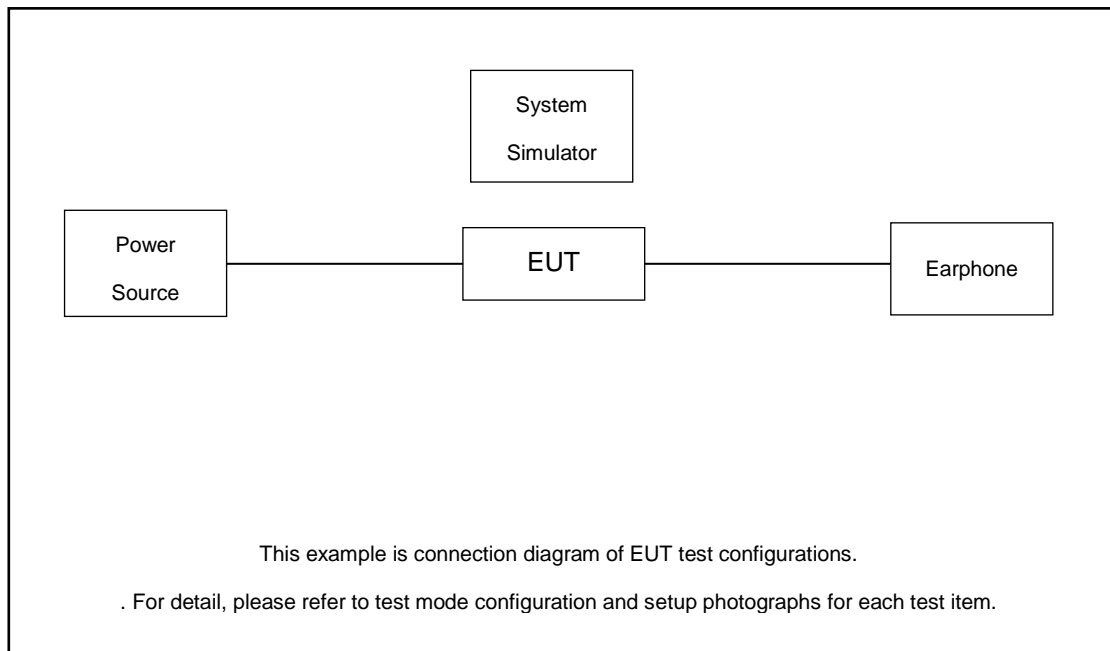 System
Simulator
Power
Source
EUT
Earphone
This example is connection diagram of EUT test configurations.
. For detail, please refer to test mode configuration and setup photographs for each test item.